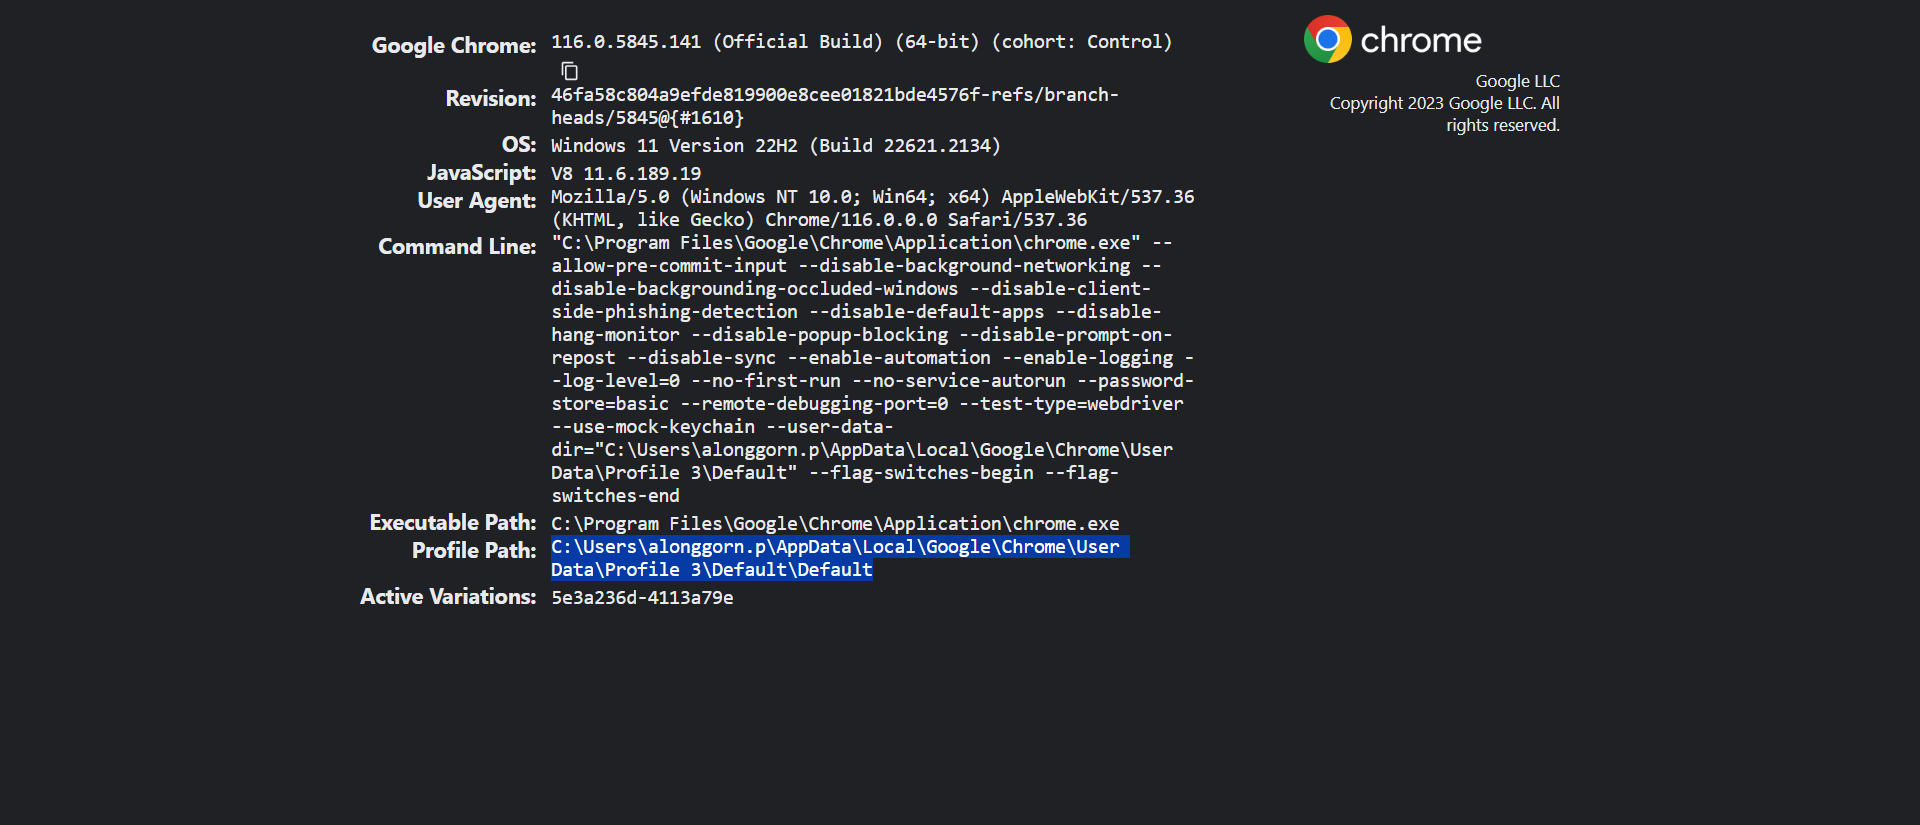 Google Chrome: 116.0.5845.141 (Official Build) (64-bit) (cohort: Control)
Revision: 46fa58c804a9efde819900e8cee01821bde4576f-refs/branch-
heads/5845@{#1610}
OS: Windows 11 Version 22H2 (Build 22621.2134)
JavaScript: V8 11.6.189.19
User Agent: Mozilla/5.0 (Windows NT 10.0; Win64; x64) AppleWebKit/537.36
(KHTML, like Gecko) Chrome/116.0.0.0 Safari/537.36
Command Line: "C:\Program Files\Google\Chrome\Application\chrome.exe" --
allow-pre-commit-input --disable-background-networking --
disable-backgrounding-occluded-windows --disable-client-
side-phishing-detection --disable-default-apps --disable-
hang-monitor --disable-popup-blocking --disable-prompt-on-
repost --disable-sync --enable-automation --enable-logging -
-log-level=0 --no-first-run --no-service-autorun --password-
store=basic --remote-debugging-port=0 --test-type=webdriver
--use-mock-keychain --user-data-
dir="C:\Users\alonggorn.p\AppData\Local\Google\Chrome\User
Data\Profile 3\Default" --flag-switches-begin --flag-
switches-end
Executable Path: C:\Program Files\Google\Chrome\Application\chrome.exe
Profile Path: C:\Users\alonggorn.p\AppData\Local\Google\Chrome\User
Data\Profile 3\Default\Default
Active Variations: 5e3a236d-4113a79e
chrome
Google LLC
Copyright 2023 Google LLC. All
rights reserved.